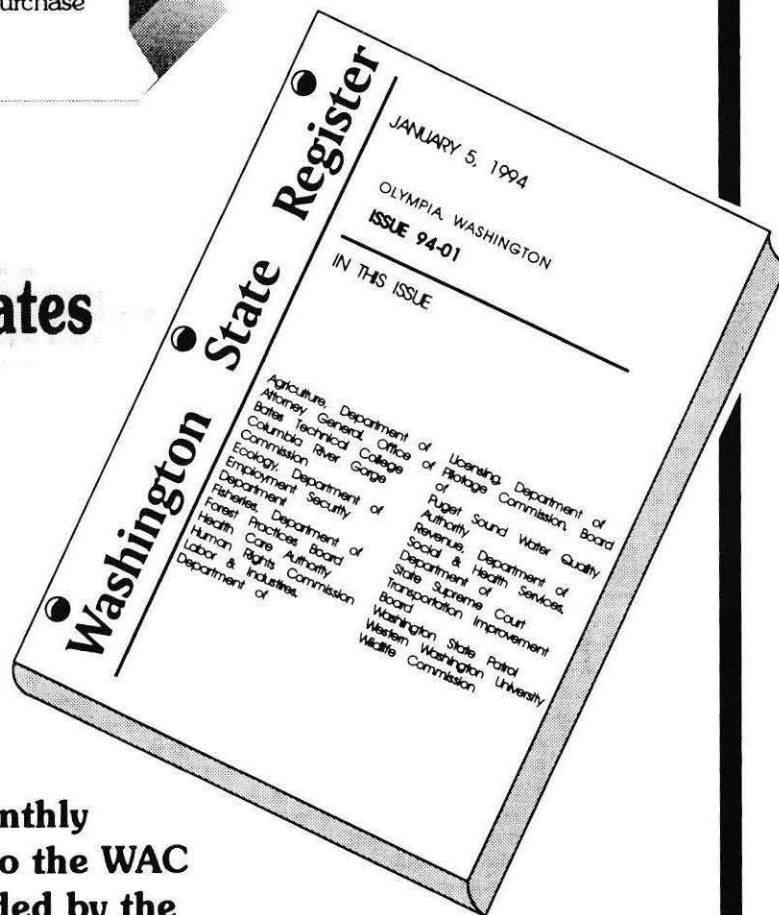 urchase
Washington State Register
JANUARY 5, 1994
OLYMPIA, WASHINGTON
ISSUE 94-01
IN THIS ISSUE
Agriculture, Department of
Attorney General, Office of
Bates Technical College
Columbia River Gorge
Commission
Ecology, Department of
Employment Security
Department
Fisheries, Department of
Forest Practices Board
Health Care Authority
Human Rights Commission
Labor & Industries,
Department of
Licensing, Department of
Pilotage Commission, Board
of
Puget Sound Water Quality
Authority
Revenue, Department of
Social & Health Services,
Department of
State Supreme Court
Transportation Improvement
Board
Washington State Patrol
Western Washington University
Wildlife Commission
ates
nthly
o the WAC
ded by the